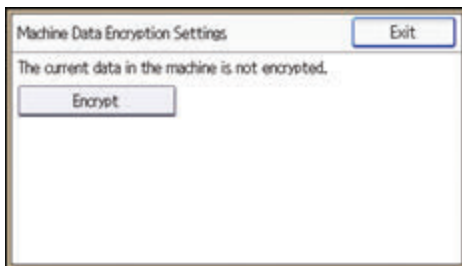 Machine Data Encryption Settings
Exit
The current data in the machine is not encrypted.
Encrypt